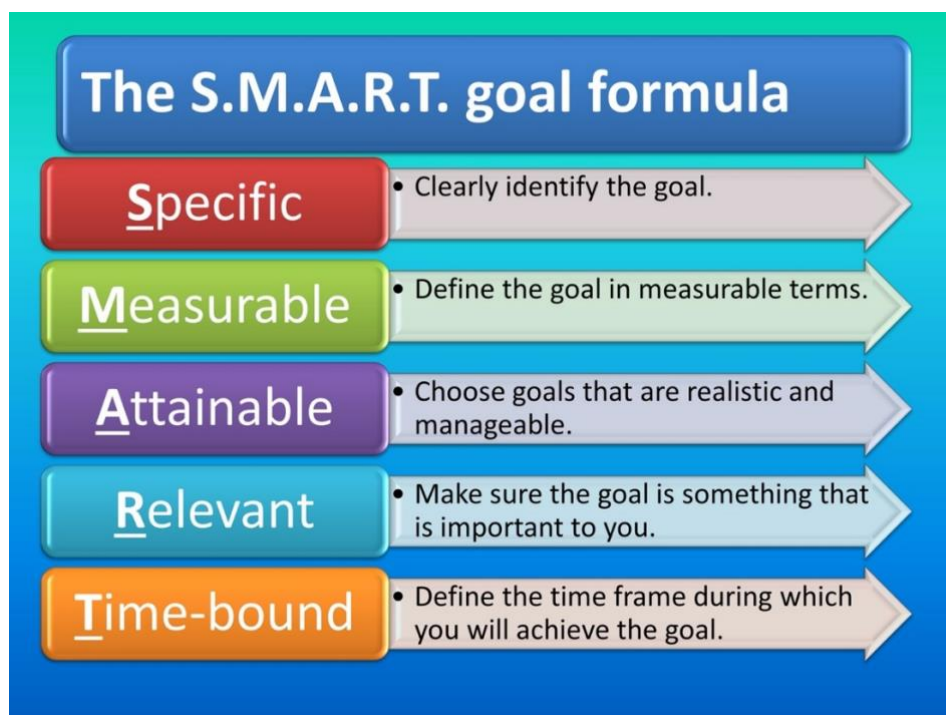 The S.M.A.R.T. goal formula
Specific
• Clearly identify the goal.
Measurable
• Define the goal in measurable terms.
Attainable
• Choose goals that are realistic and
manageable.
Relevant
• Make sure the goal is something that
is important to you.
Time-bound
• Define the time frame during which
you will achieve the goal.